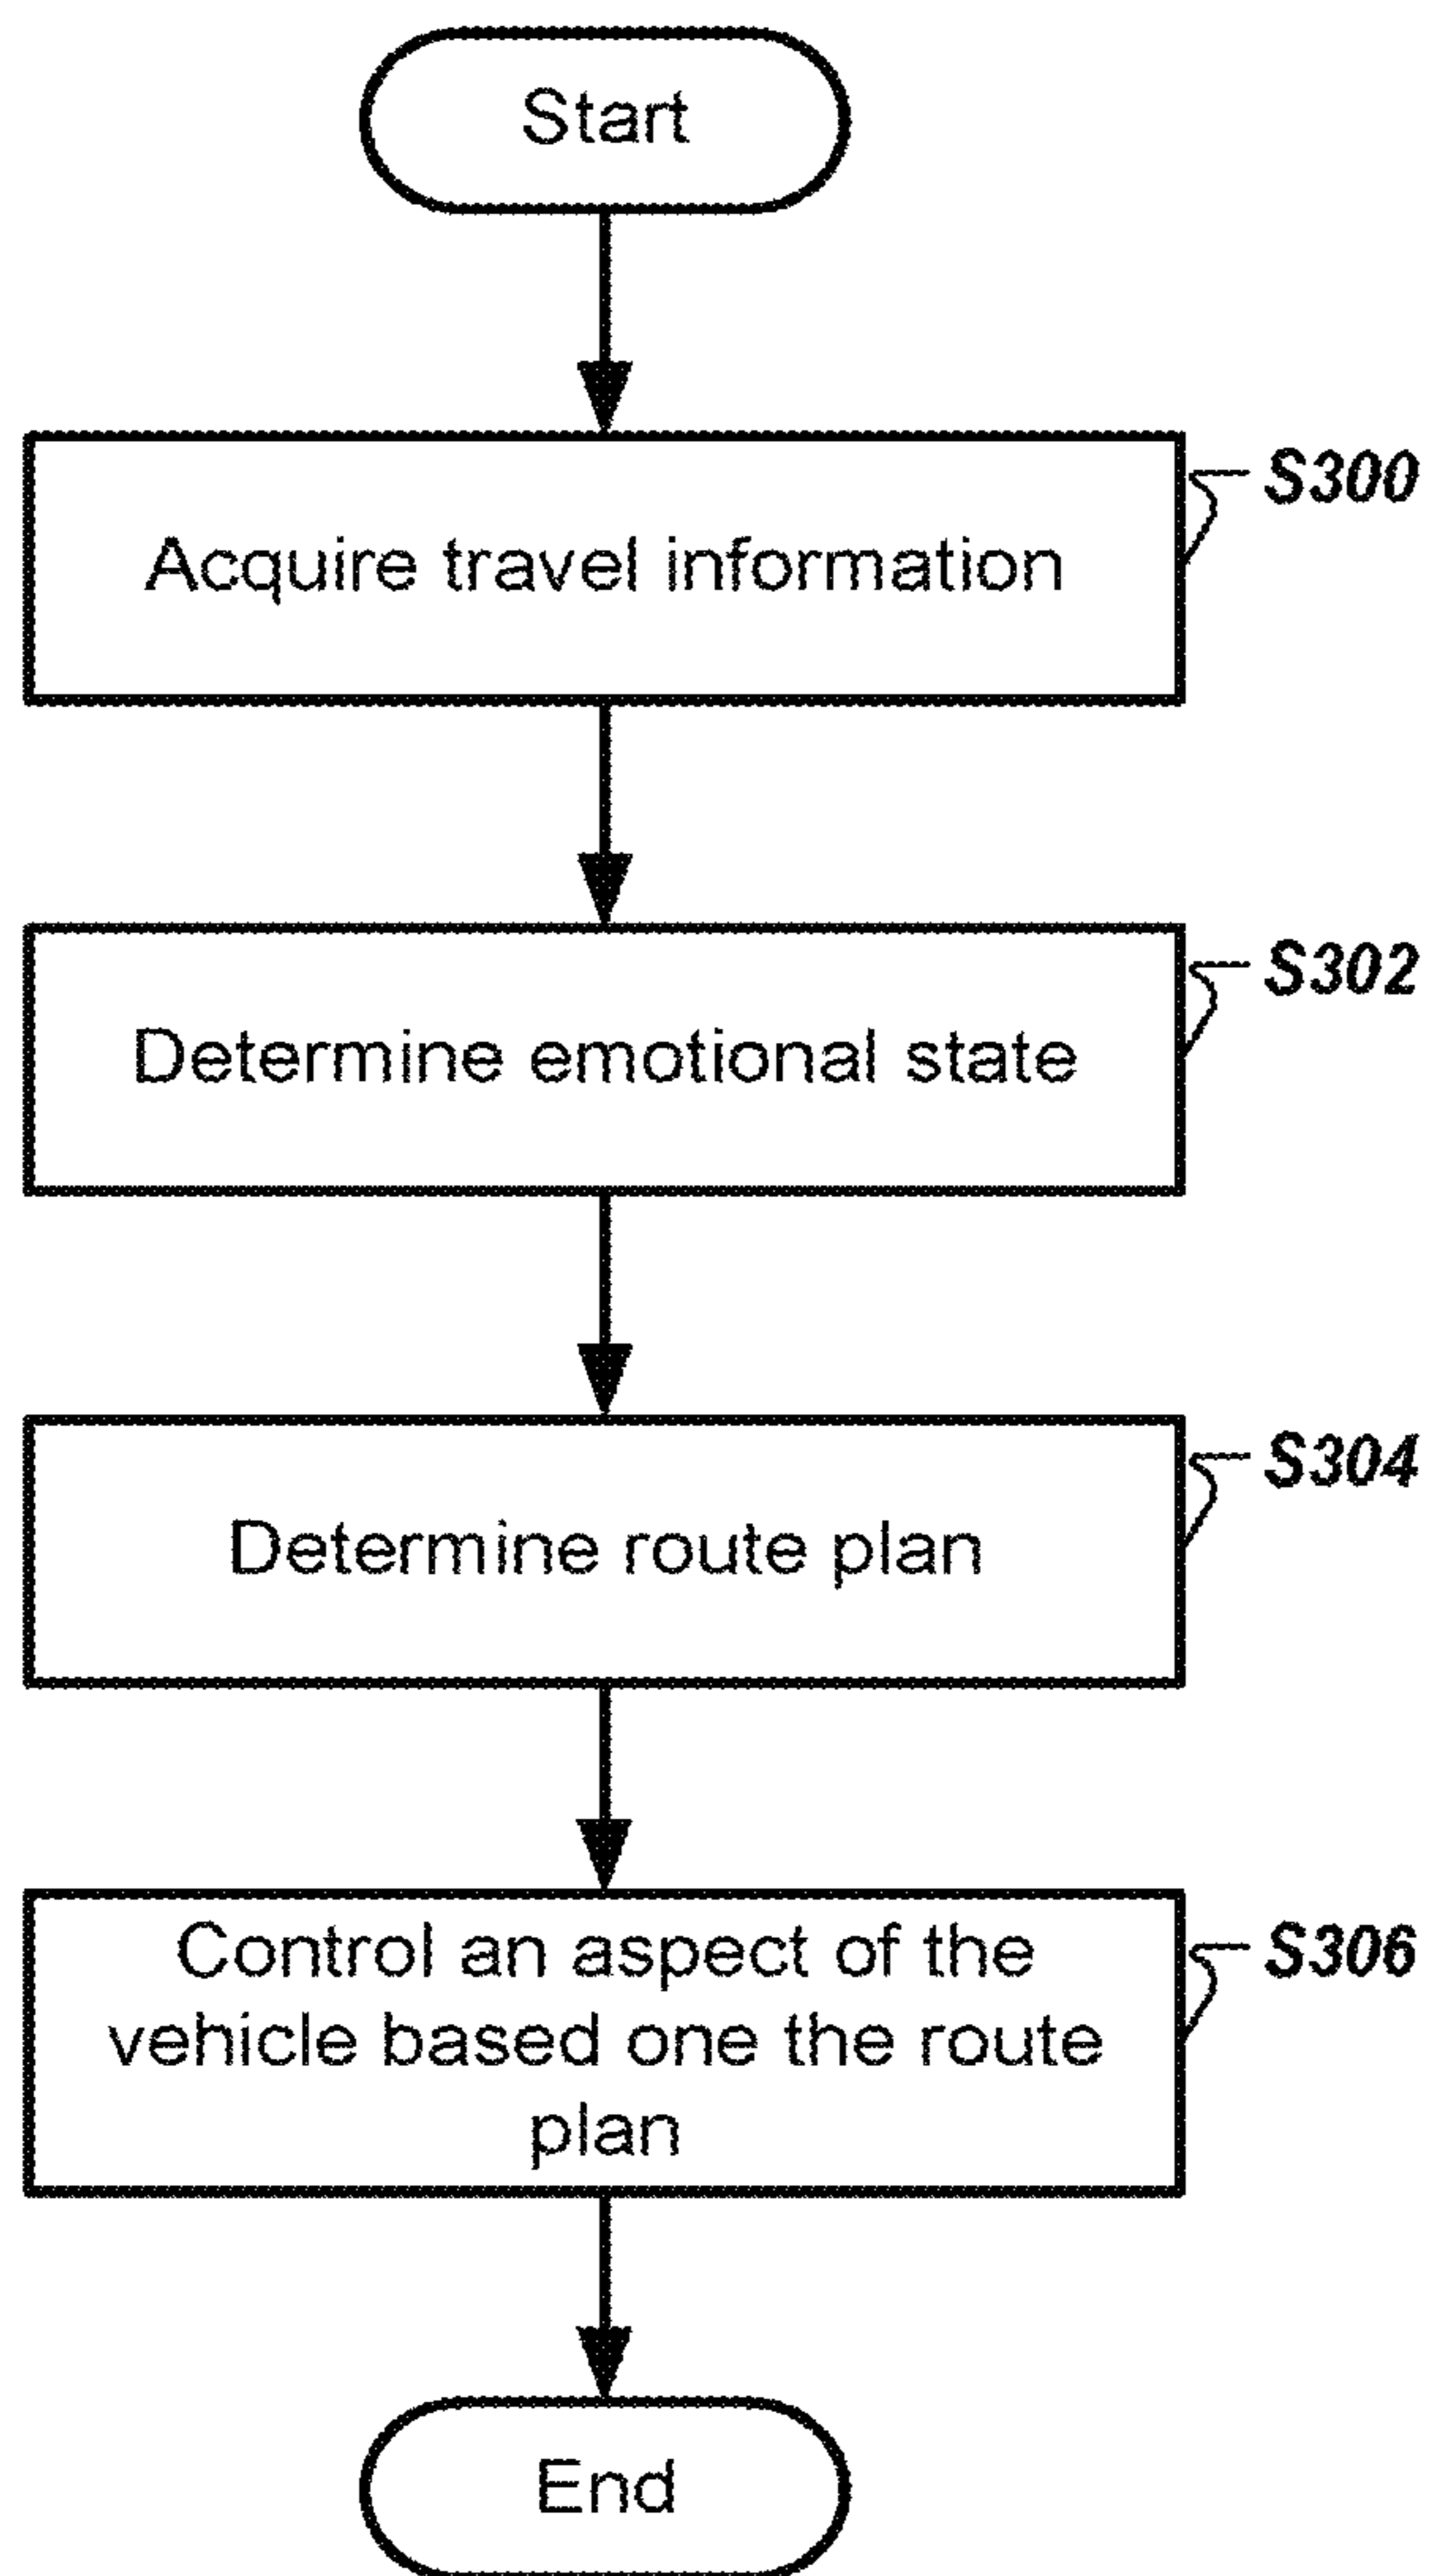 Start
Acquire travel information
S300
Determine emotional state
S302
Determine route plan
S304
Control an aspect of the
vehicle based one the route
plan
S306
End